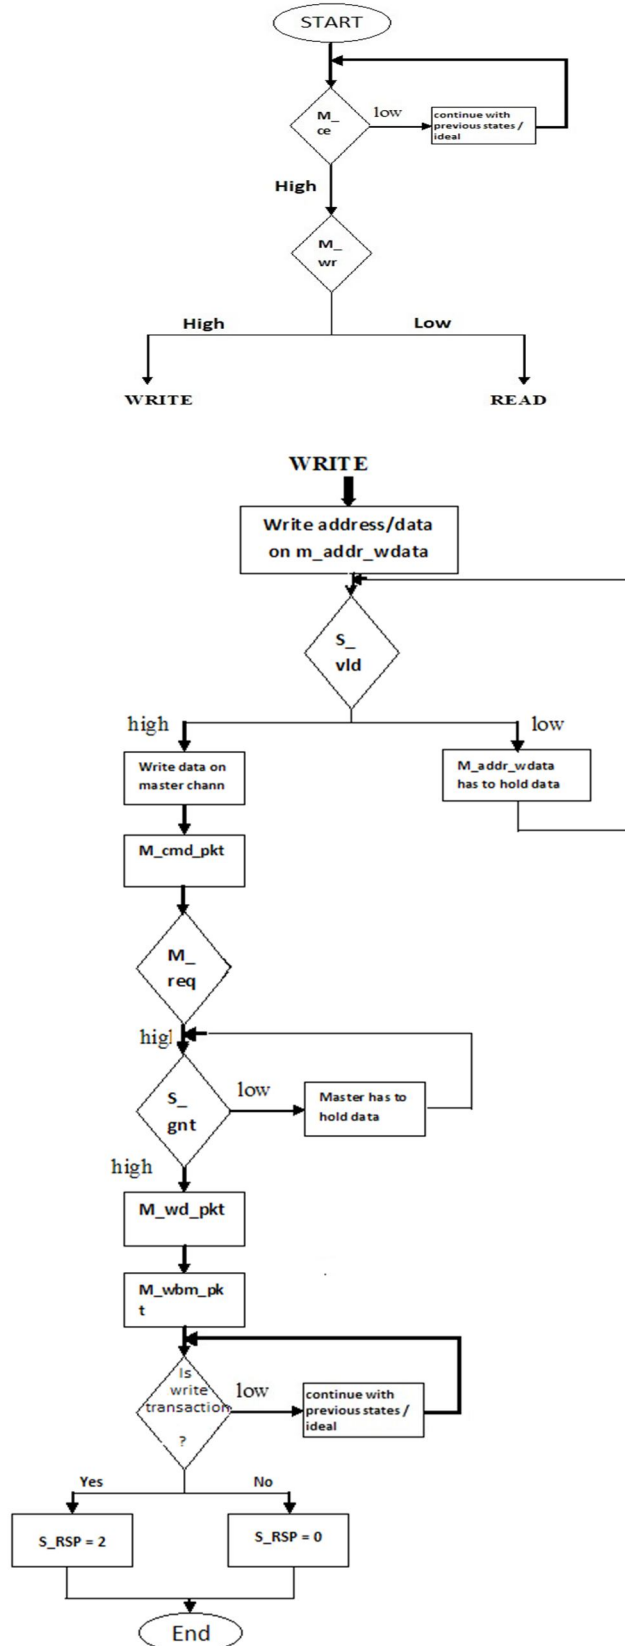 START
M_
ce
low
continue with
previous states /
ideal
High
M_
wr
High
Low
WRITE
READ
WRITE
Write address/data
on m_addr_wdata
S_
vld
high
low
Write data on
master chann
M_addr_wdata
has to hold data
M_cmd_pkt
M_
req
high
S_
gnt
low
Master has to
hold data
high
M_wd_pkt
M_wbm_pk
t
Is
write
transaction
?
low
continue with
previous states /
ideal
Yes
No
S_RSP = 2
S_RSP = 0
End